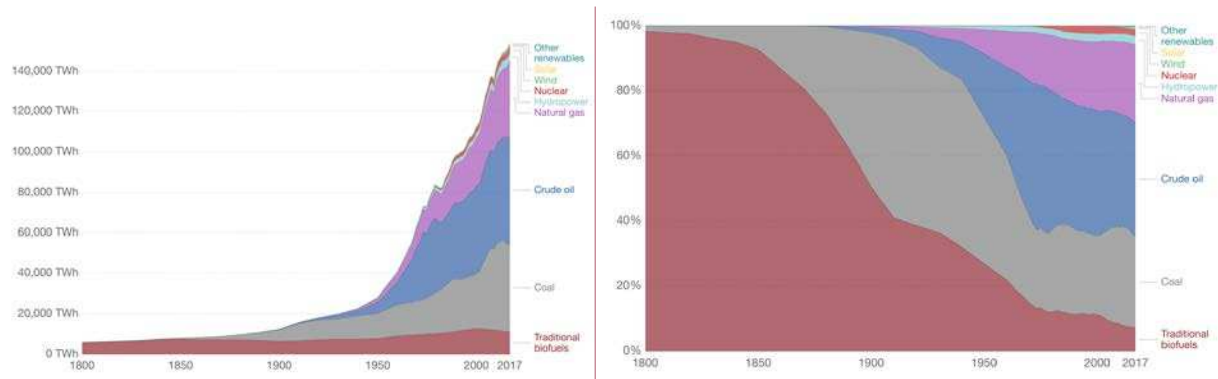 140,000 TWh
120,000 TWh
100,000 TWh
80,000 TWh
60,000 TWh
40,000 TWh
20,000 TWh
0 TWh
1800
1850
1900
1950
2000
2017
Other
renewables
Solar
Wind
Nuclear
Hydropower
Natural gas
Crude oil
Coal
Traditional
biofuels
100%
80%
60%
40%
20%
0%
1800
1850
1900
1950
2000
2017
Other
renewables
Solar
Wind
Nuclear
Hydropower
Natural gas
Crude oil
Coal
Traditional
biofuels